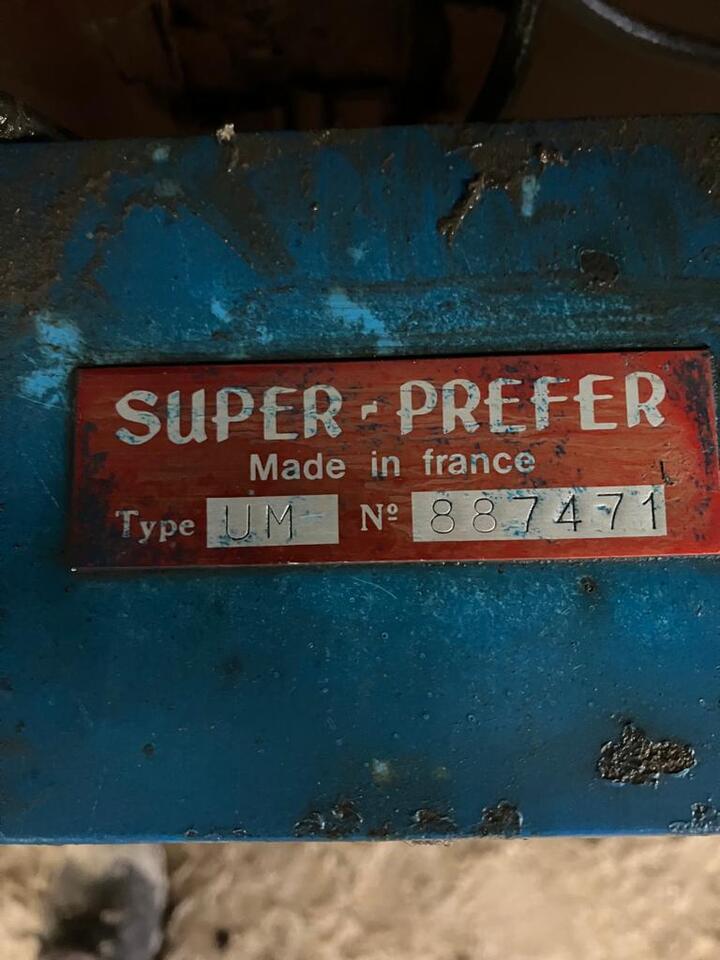 SUPER-PREFER
Made in france
Type UM Nº 887471